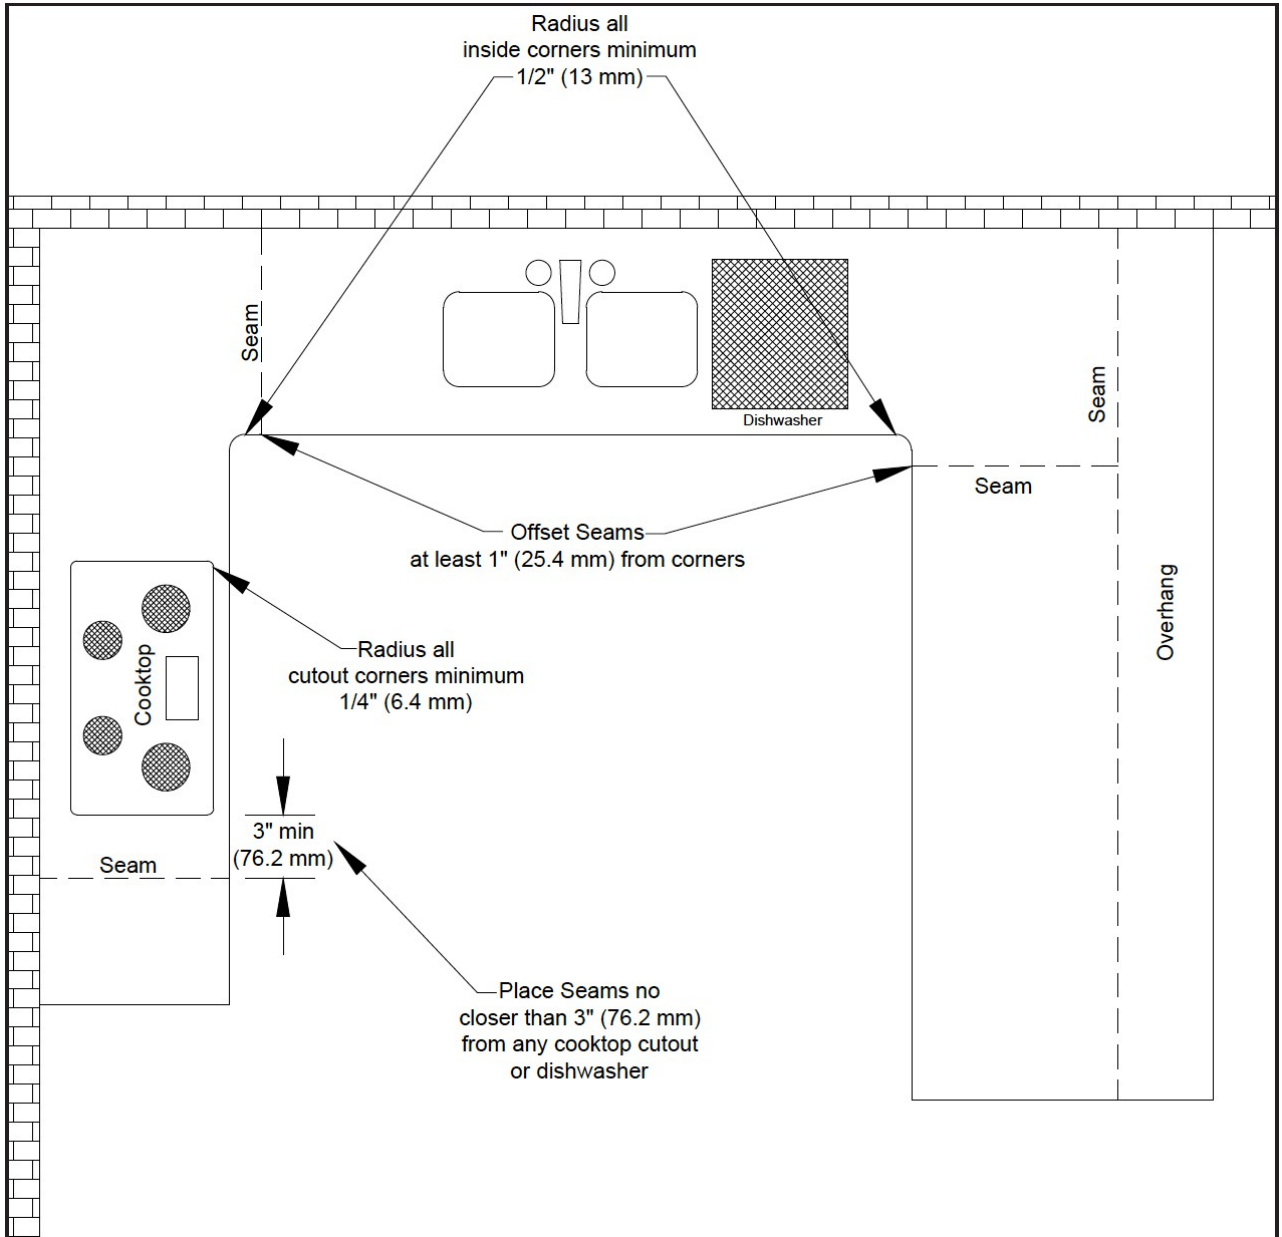 Radius all
inside corners minimum
1/2" (13 mm)
Seam
Dishwasher
Seam
Seam
Offset Seams
at least 1" (25.4 mm) from corners
Overhang
Radius all
cutout corners minimum
1/4" (6.4 mm)
Cooktop
3" min
(76.2 mm)
Seam
Place Seams no
closer than 3" (76.2 mm)
from any cooktop cutout
or dishwasher